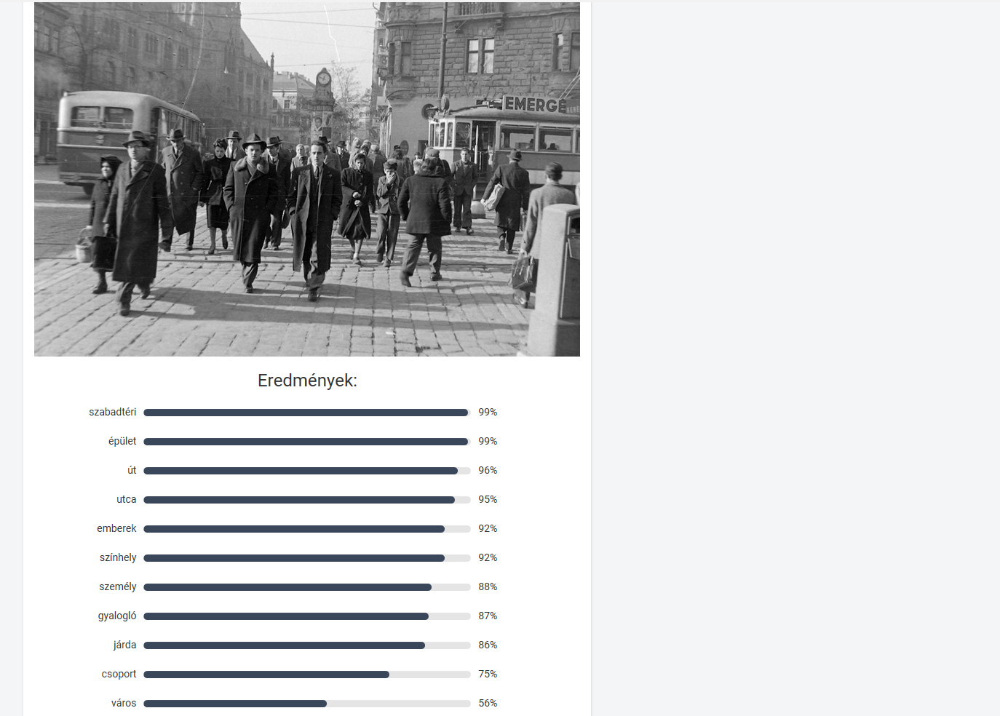 EMERGE
Eredmények:
szabadtéri 99%
épület 99%
út 96%
utca 95%
emberek 92%
színhely 92%
személy 88%
gyalogló 87%
járda 86%
csoport 75%
város 56%